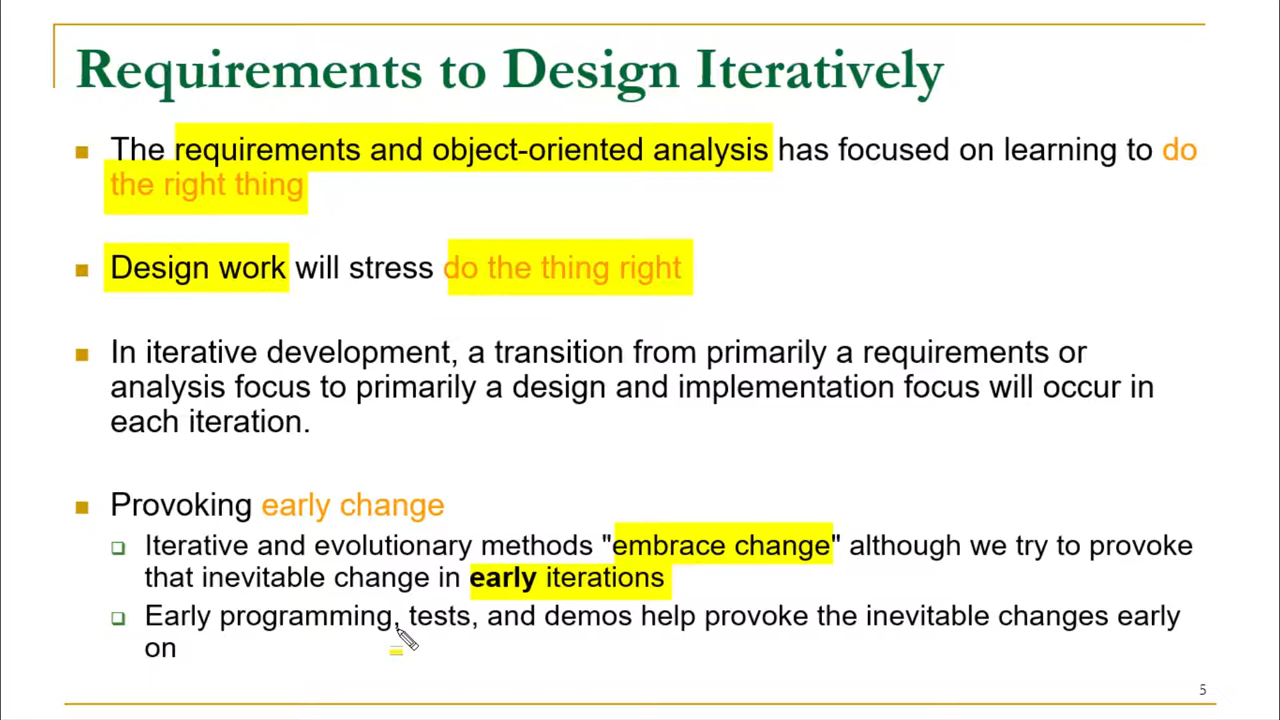 Requirements to Design Iteratively
The requirements and object-oriented analysis has focused on learning to do
the right thing
Design work will stress do the thing right
In iterative development, a transition from primarily a requirements or
analysis focus to primarily a design and implementation focus will occur in
each iteration.
Provoking early change
Iterative and evolutionary methods "embrace change" although we try to provoke
that inevitable change in early iterations
Early programming, tests, and demos help provoke the inevitable changes early
on
5